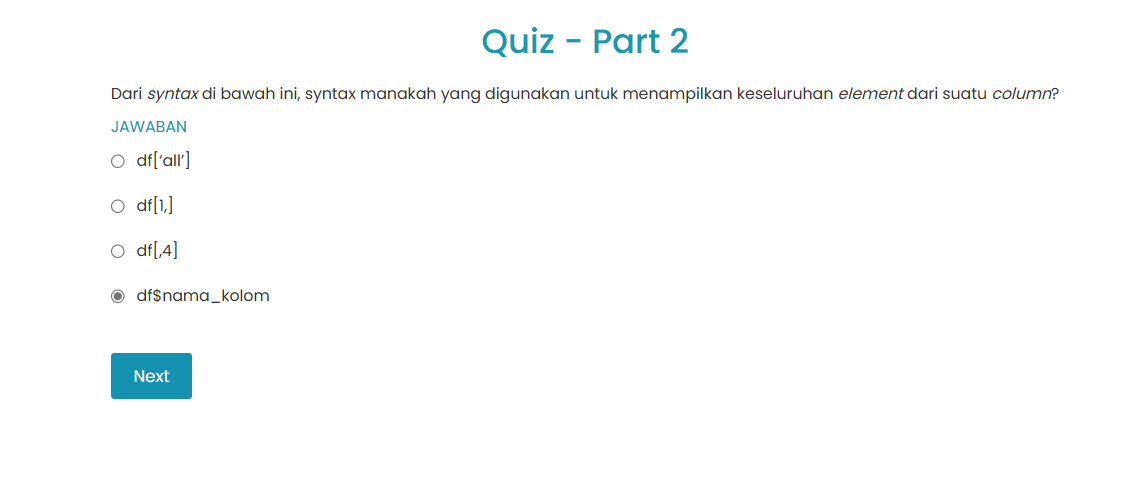 Quiz - Part 2
Dari syntax di bawah ini, syntax manakah yang digunakan untuk menampilkan keseluruhan element dari suatu column?
JAWABAN
df[‘all’]
df[1,]
df[,4]
df$nama_kolom
Next